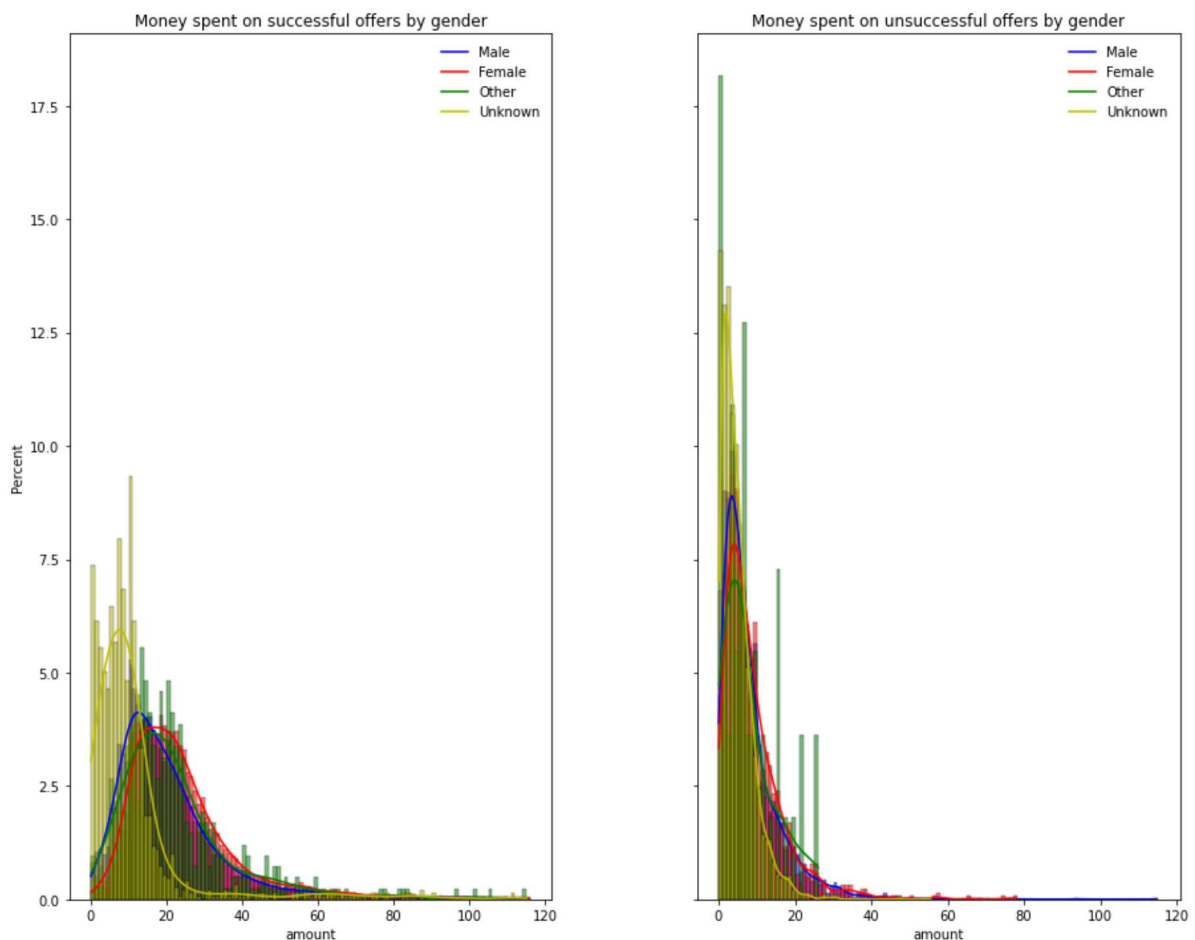 Money spent on successful offers by gender
Male
Female
Other
Unknown
17.5
15.0
12.5
10.0
7.5
5.0
2.5
0.0
Percent
0 20 40 60 80 100 120
amount
Money spent on unsuccessful offers by gender
Male
Female
Other
Unknown
0 20 40 60 80 100 120
amount